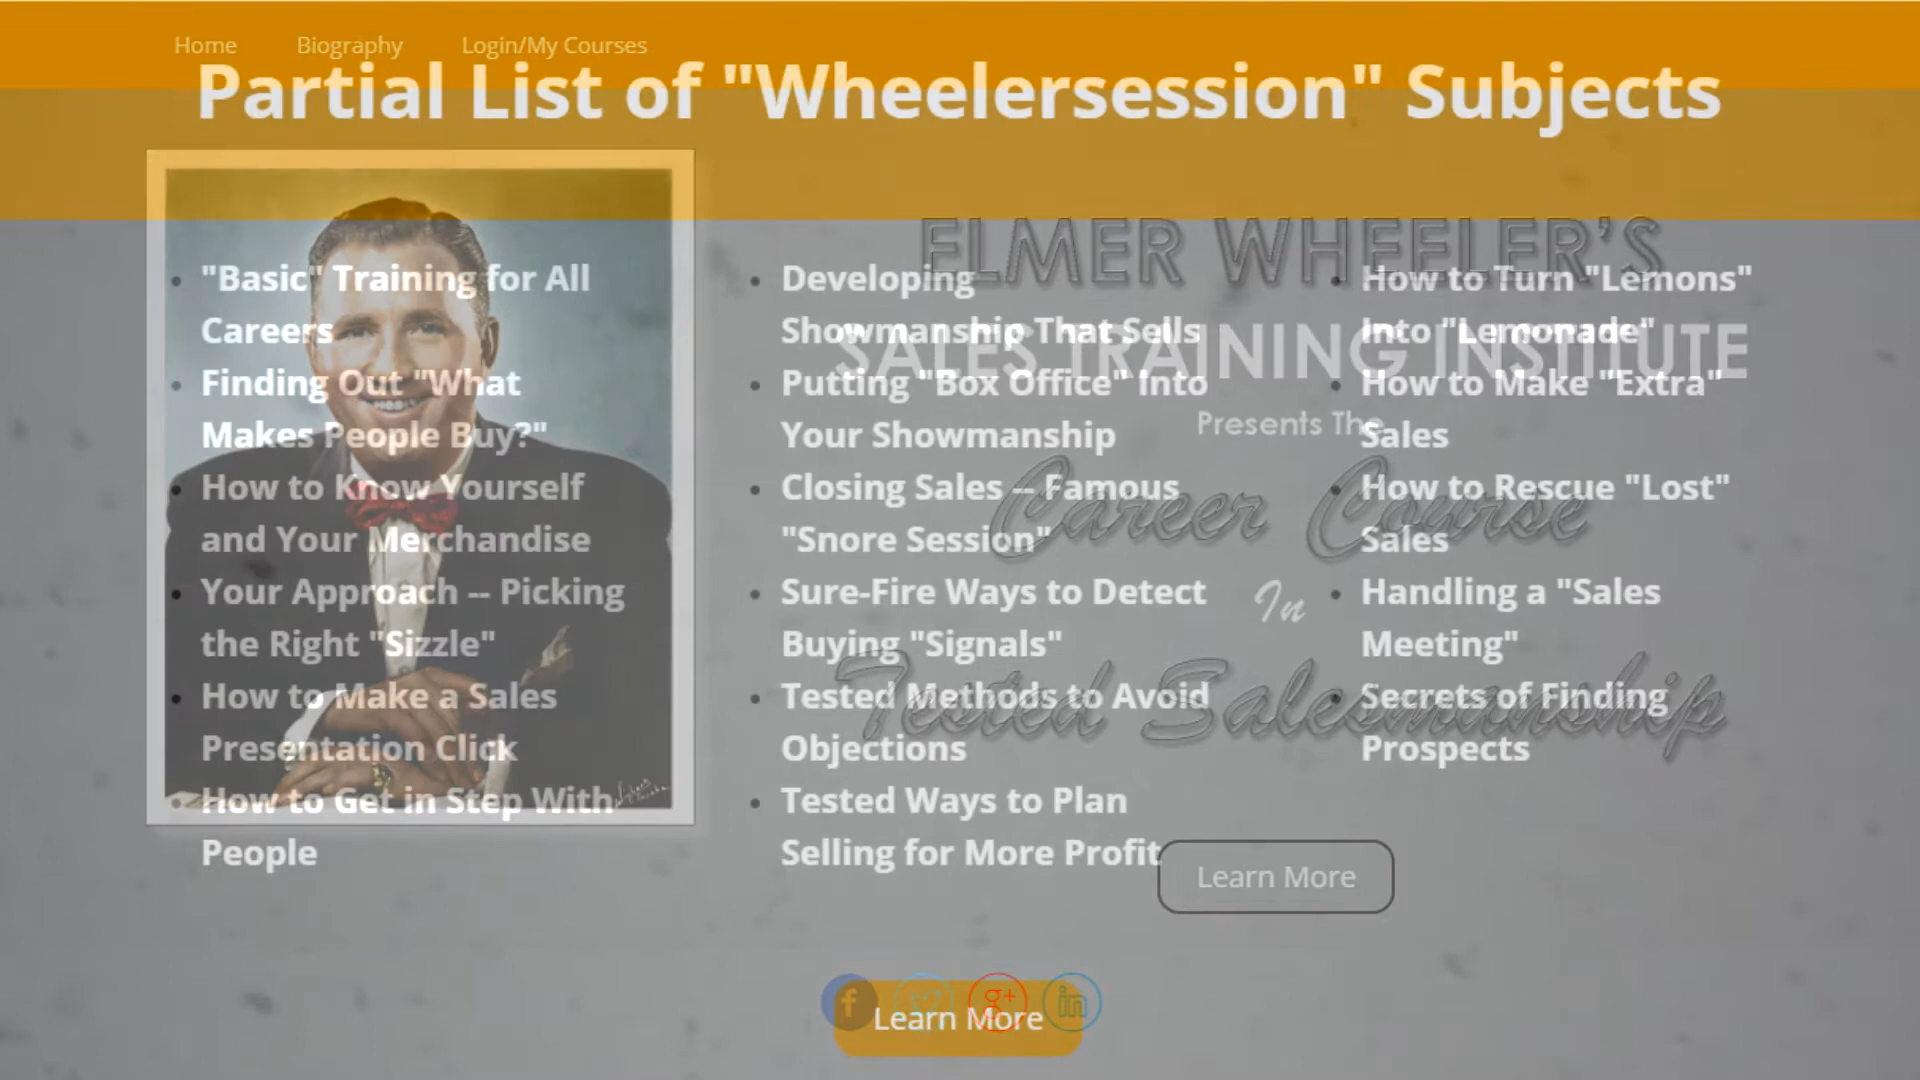 Home Biography Login/My Courses
Partial List of "Wheelersession" Subjects
ELMER WHEELER'S
SALES TRAINING INSTITUTE
Presents The
Career Course
In
Tested Salesmanship
Learn More
"Basic" Training for All
Careers
Finding Out "What
Makes People Buy?"
How to Know Yourself
and Your Merchandise
Your Approach -- Picking
the Right "Sizzle"
How to Make a Sales
Presentation Click
How to Get in Step With
People
Developing
Showmanship That Sells
Putting "Box Office" Into
Your Showmanship
Closing Sales -- Famous
"Snore Session"
Sure-Fire Ways to Detect
Buying "Signals"
Tested Methods to Avoid
Objections
Tested Ways to Plan
Selling for More Profit
How to Turn "Lemons"
Into "Lemonade"
How to Make "Extra"
Sales
How to Rescue "Lost"
Sales
Handling a "Sales
Meeting"
Secrets of Finding
Prospects
f g+ in
Learn More